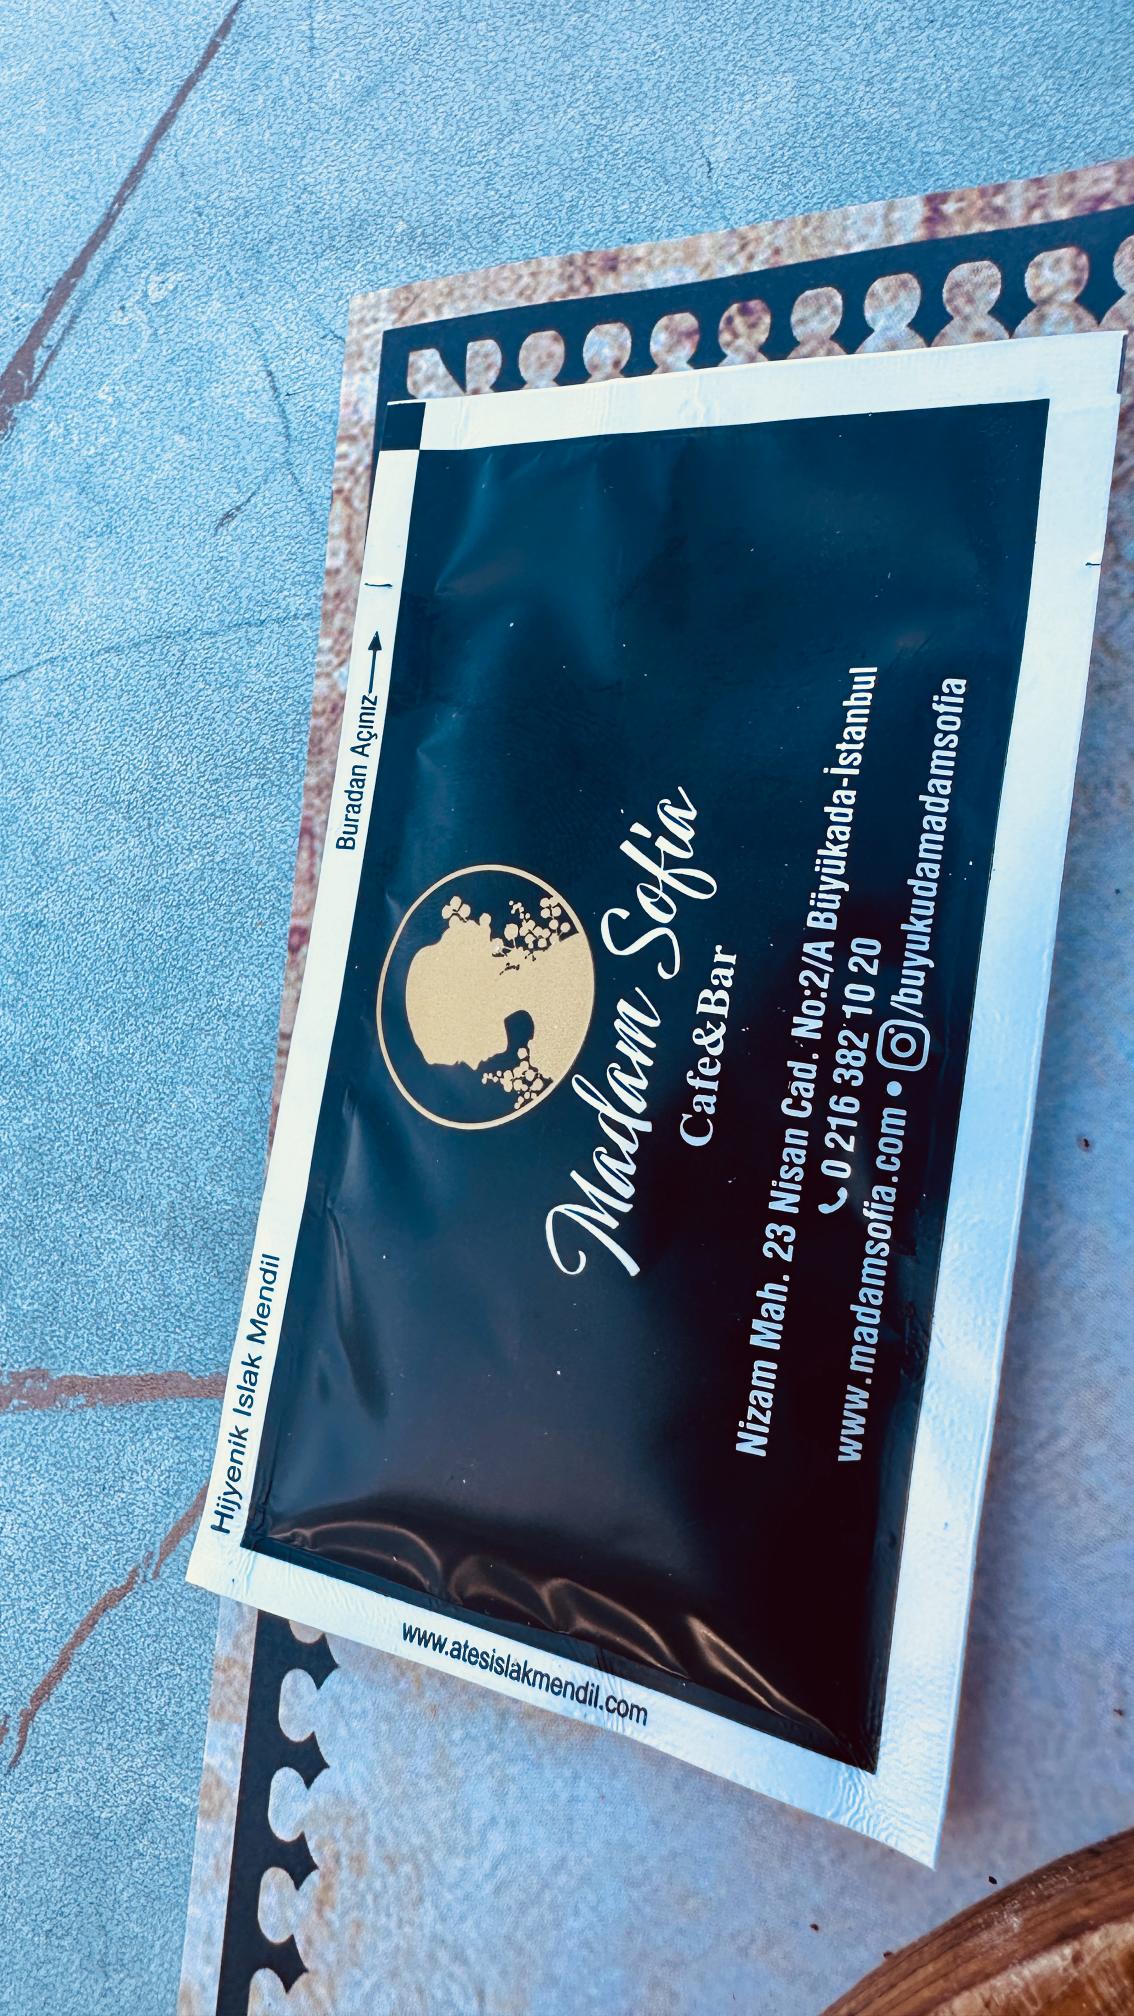 Hijyenik Islak Mendil
Buradan Açınız
Madam Sofia
Cafe&Bar
Nizam Mah. 23 Nisan Cad. No:2/A Büyükada-İstanbul
0 216 382 10 20
www.madamsofia.com • /buyukudamadamsofia
www.atesislakmendil.com